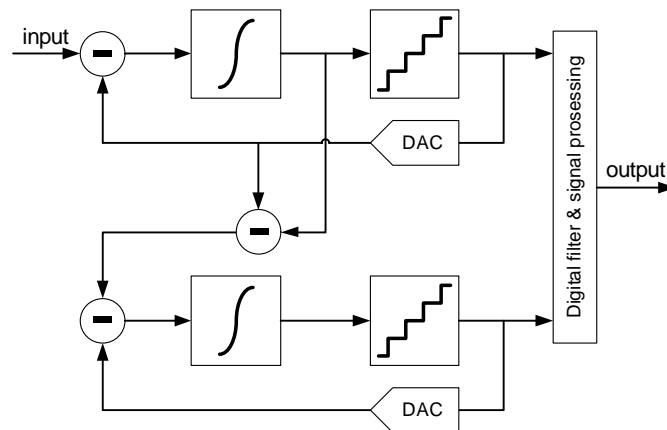 input
DAC
Digital filter & signal prosessing
output
DAC